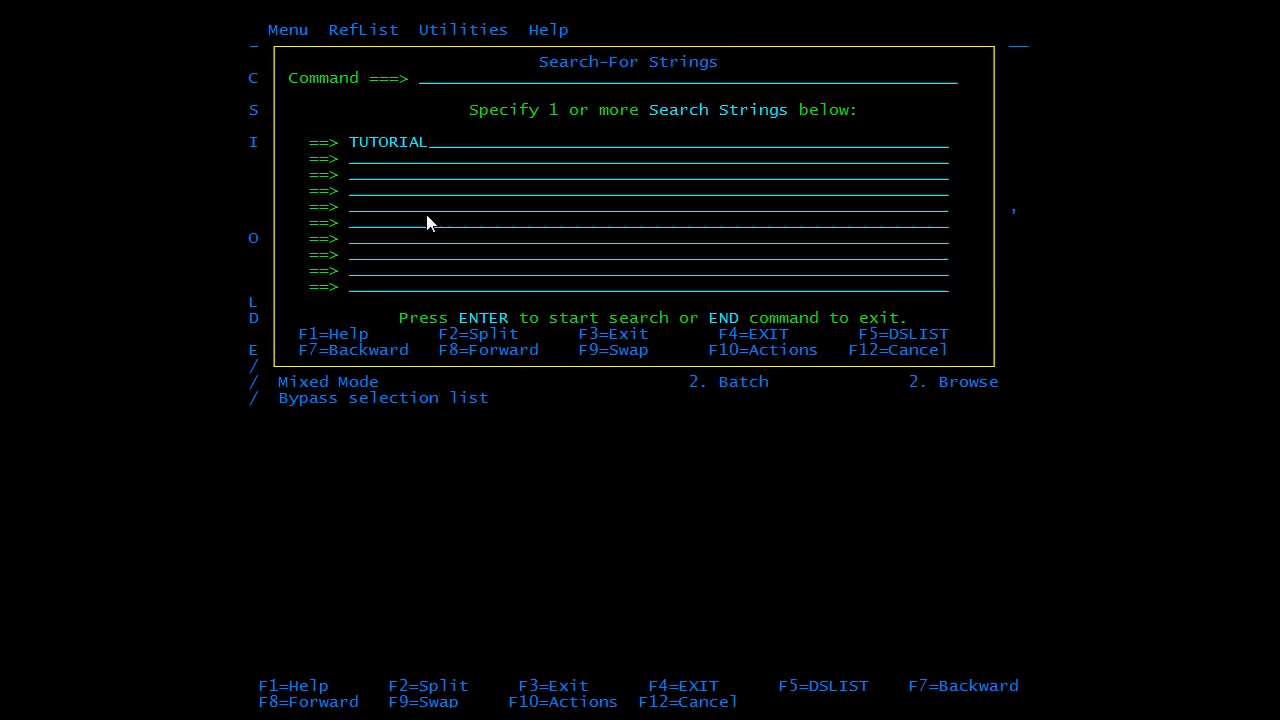 Menu RefList Utilities Help
Search-For Strings
C Command ===>
S Specify 1 or more Search Strings below:
I ==> TUTORIAL
==>
==>
==>
==> ,
==>
O ==>
==>
==>
==>
L
D Press ENTER to start search or END command to exit.
F1=Help F2=Split F3=Exit F4=EXIT F5=DSLIST
E F7=Backward F8=Forward F9=Swap F10=Actions F12=Cancel
/
/ Mixed Mode 2. Batch 2. Browse
/ Bypass selection list
F1=Help F2=Split F3=Exit F4=EXIT F5=DSLIST F7=Backward
F8=Forward F9=Swap F10=Actions F12=Cancel